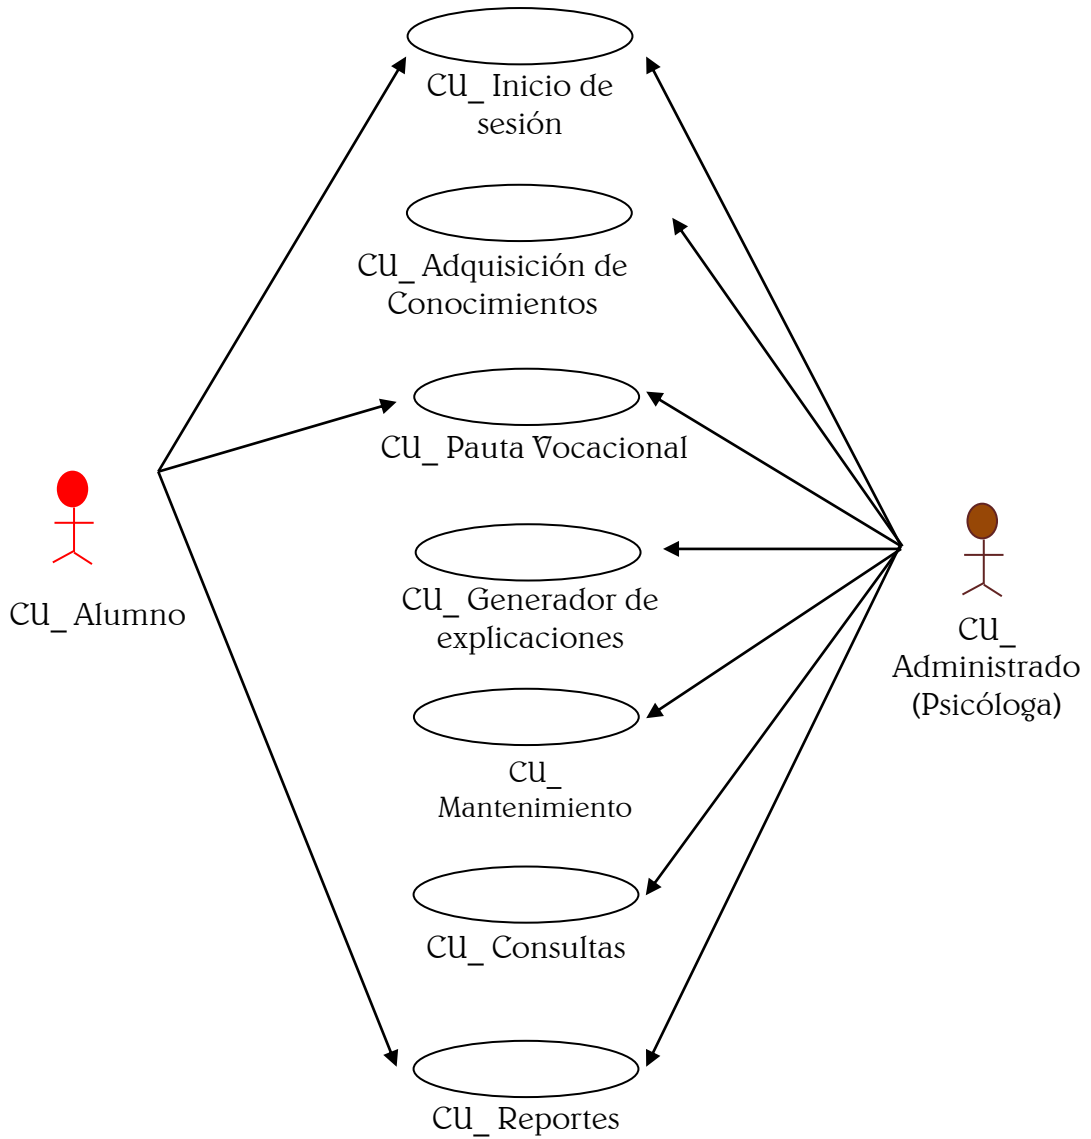 CU_ Inicio de
sesión
CU_ Adquisición de
Conocimientos
CU_ Pauta Vocacional
CU_ Generador de
explicaciones
CU_ Alumno
CU_
Administrado
(Psicóloga)
CU_
Mantenimiento
CU_ Consultas
CU_ Reportes